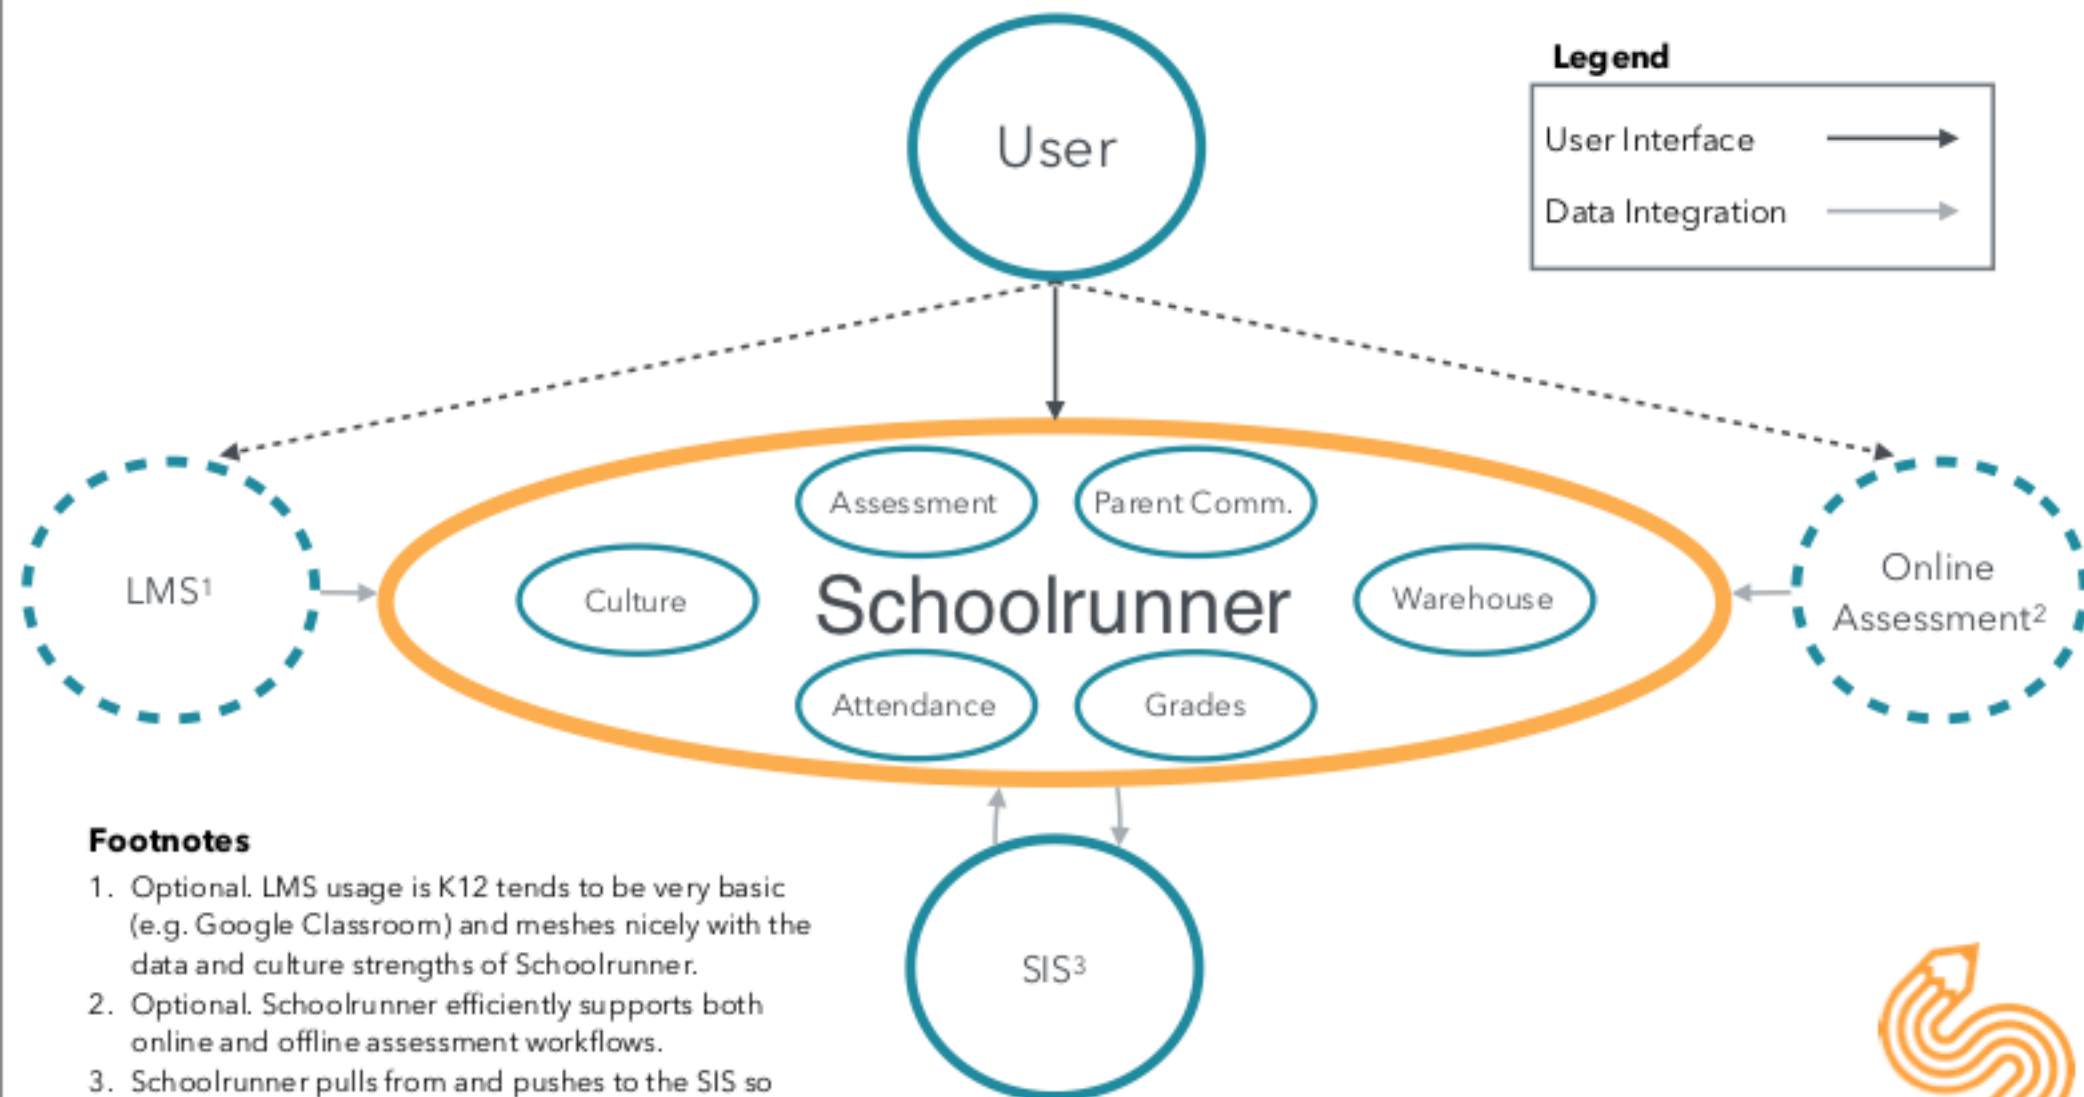 User
Legend
User Interface
Data Integration
Assessment
Parent Comm.
LMS1
Culture
Schoolrunner
Warehouse
Online
Assessment2
Attendance
Grades
SIS3
Footnotes
1. Optional. LMS usage is K12 tends to be very basic
(e.g. Google Classroom) and meshes nicely with the
data and culture strengths of Schoolrunner.
2. Optional. Schoolrunner efficiently supports both
online and offline assessment workflows.
3. Schoolrunner pulls from and pushes to the SIS so